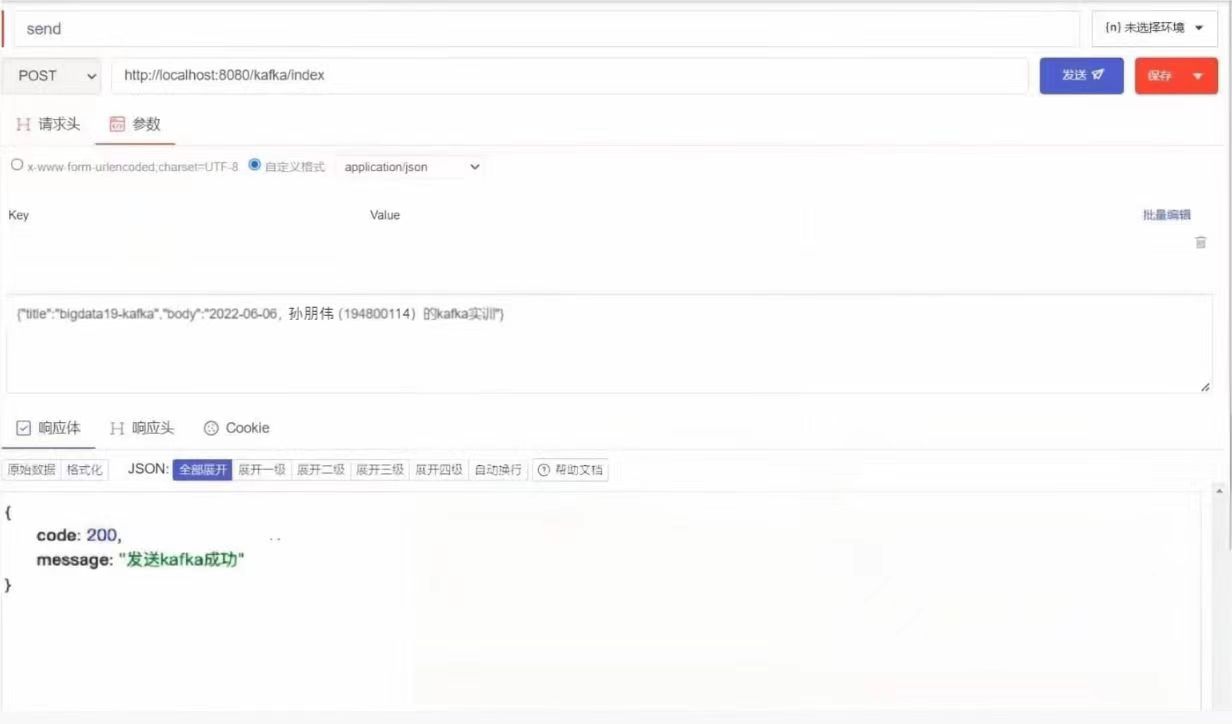 send
{n} 未选择环境
POST http://localhost:8080/kafka/index 发送 保存
请求头 参数
x-www-form-urlencoded;charset=UTF-8 自定义格式 application/json
Key Value 批量编辑
{"title":"bigdata19-kafka","body":"2022-06-06，孙朋伟 (194800114）的kafka实训"}
响应体 响应头 Cookie
原始数据 格式化 JSON: 全部展开 展开一级 展开二级 展开三级 展开四级 自动换行 帮助文档
{
code: 200,
message: "发送kafka成功"
}